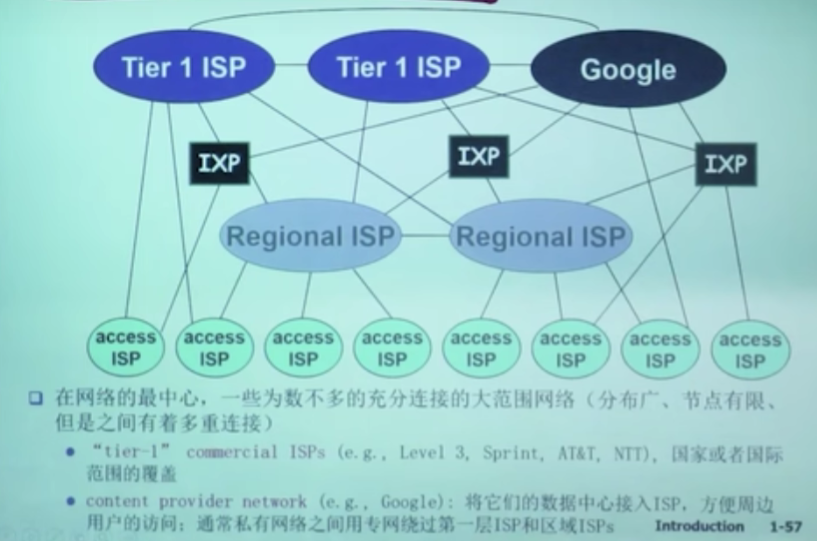 Tier 1 ISP
Tier 1 ISP
Google
IXP
IXP
IXP
Regional ISP
Regional ISP
access
ISP
access
ISP
access
ISP
access
ISP
access
ISP
access
ISP
access
ISP
access
ISP
在网络的最中心，一些为数不多的充分连接的大范围网络（分布广、节点有限、
但是之间有着多重连接）
“tier-1” commercial ISPs (e.g., Level 3, Sprint, AT&T, NTT), 国家或者国际
范围的覆盖
content provider network (e.g., Google): 将它们的数据中心接入ISP，方便周边
用户的访问；通常私有网络之间用专网绕过第一层ISP和区域ISPs
Introduction 1-57